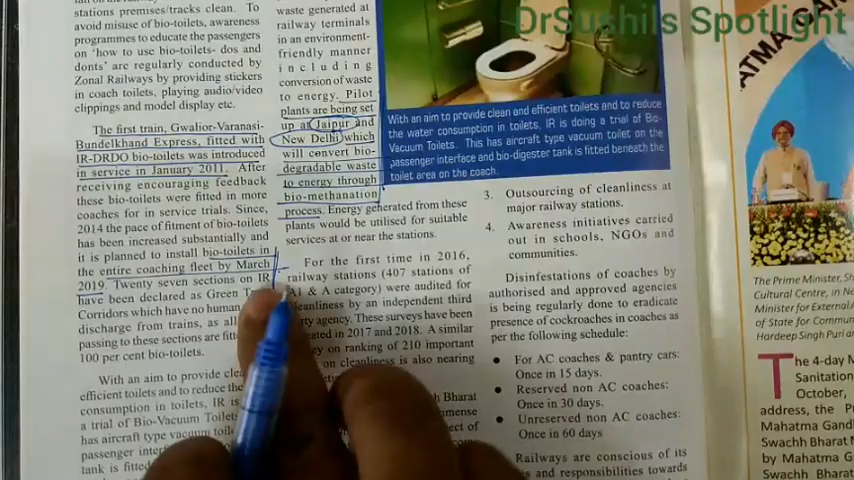 DrSushils Spotlight
stations premises/tracks clean. To
avoid misuse of bio-toilets, awareness
programmes to educate the passengers
on 'how to use bio-toilets- dos and
donts' are regularly conducted by
Zonal Railways by providing stickers
in coach toilets, playing audio/video
clippings and model display etc.
The first train, Gwalior-Varanasi-
Bundelkhand Express, fitted with
IR-DRDO bio-toilets was introduced
in service in January 2011. After
receiving encouraging feedback
these bio-toilets were fitted in more
coaches for in service trials. Since,
2014 the pace of fitment of bio-toilets
has been increased substantially and
it is planned to install bio-toilets in
the entire coaching fleet by March
2019. Twenty seven sections on IR
have been declared as Green
Corridors which have no human
discharge from trains, as all
passing to these sections are
100 per cent bio-toilets.
With an aim to provide
efficient toilets and to reduce the
consumption in toilets, IR is
a trial of Bio-Vacuum Toilets
has aircraft type vacuum
passenger interface and
tank is fitted
waste generated at
railway terminals
in an environment-
friendly manner
including
conversion of waste
to energy. Pilot
plants are being set
up at Jaipur and
New Delhi which
will convert bio-
degradable waste
to energy through
bio-methanation
process. Energy generated from these
plants would be utilised for suitable
services at or near the stations.
For the first time in 2016,
railway stations (407 stations of
A1 & A category) were audited for
cleanliness by an independent third
party agency. These surveys have been
in 2017 and 2018. A similar
on ranking of 210 important
on cleanliness is also nearing
Bharat
of
With an aim to provide clean and efficient toilets and to reduce
the water consumption in toilets, IR is doing a trial of Bio-
Vacuum Toilets. This has aircraft type vacuum toilet on the
passenger interface and bio-digester tank is fitted beneath the
toilet area on the coach.
3. Outsourcing of cleanliness at
major railway stations.
4. Awareness initiatives carried
out in schools, NGOs and
communities.
Disinfestations of coaches by
authorised and approved agencies
is being regularly done to eradicate
presence of cockroaches in coaches as
per the following schedule:
• For AC coaches & pantry cars:
Once in 15 days.
• Reserved non AC coaches:
Once in 30 days.
• Unreserved non AC coaches:
Once in 60 days
Railways are conscious of its
and responsibilities towards
ATMA GAN
The Prime Minister, Sh
Cultural Centre, in New
Minister for External A
of State for Commun
Hardeep Singh Puri an
The 4-day M
Sanitation
October,
address, the Pr
Mahatma Gandh
Swachh Bharat M
by Mahatma G
Swachh Bhar